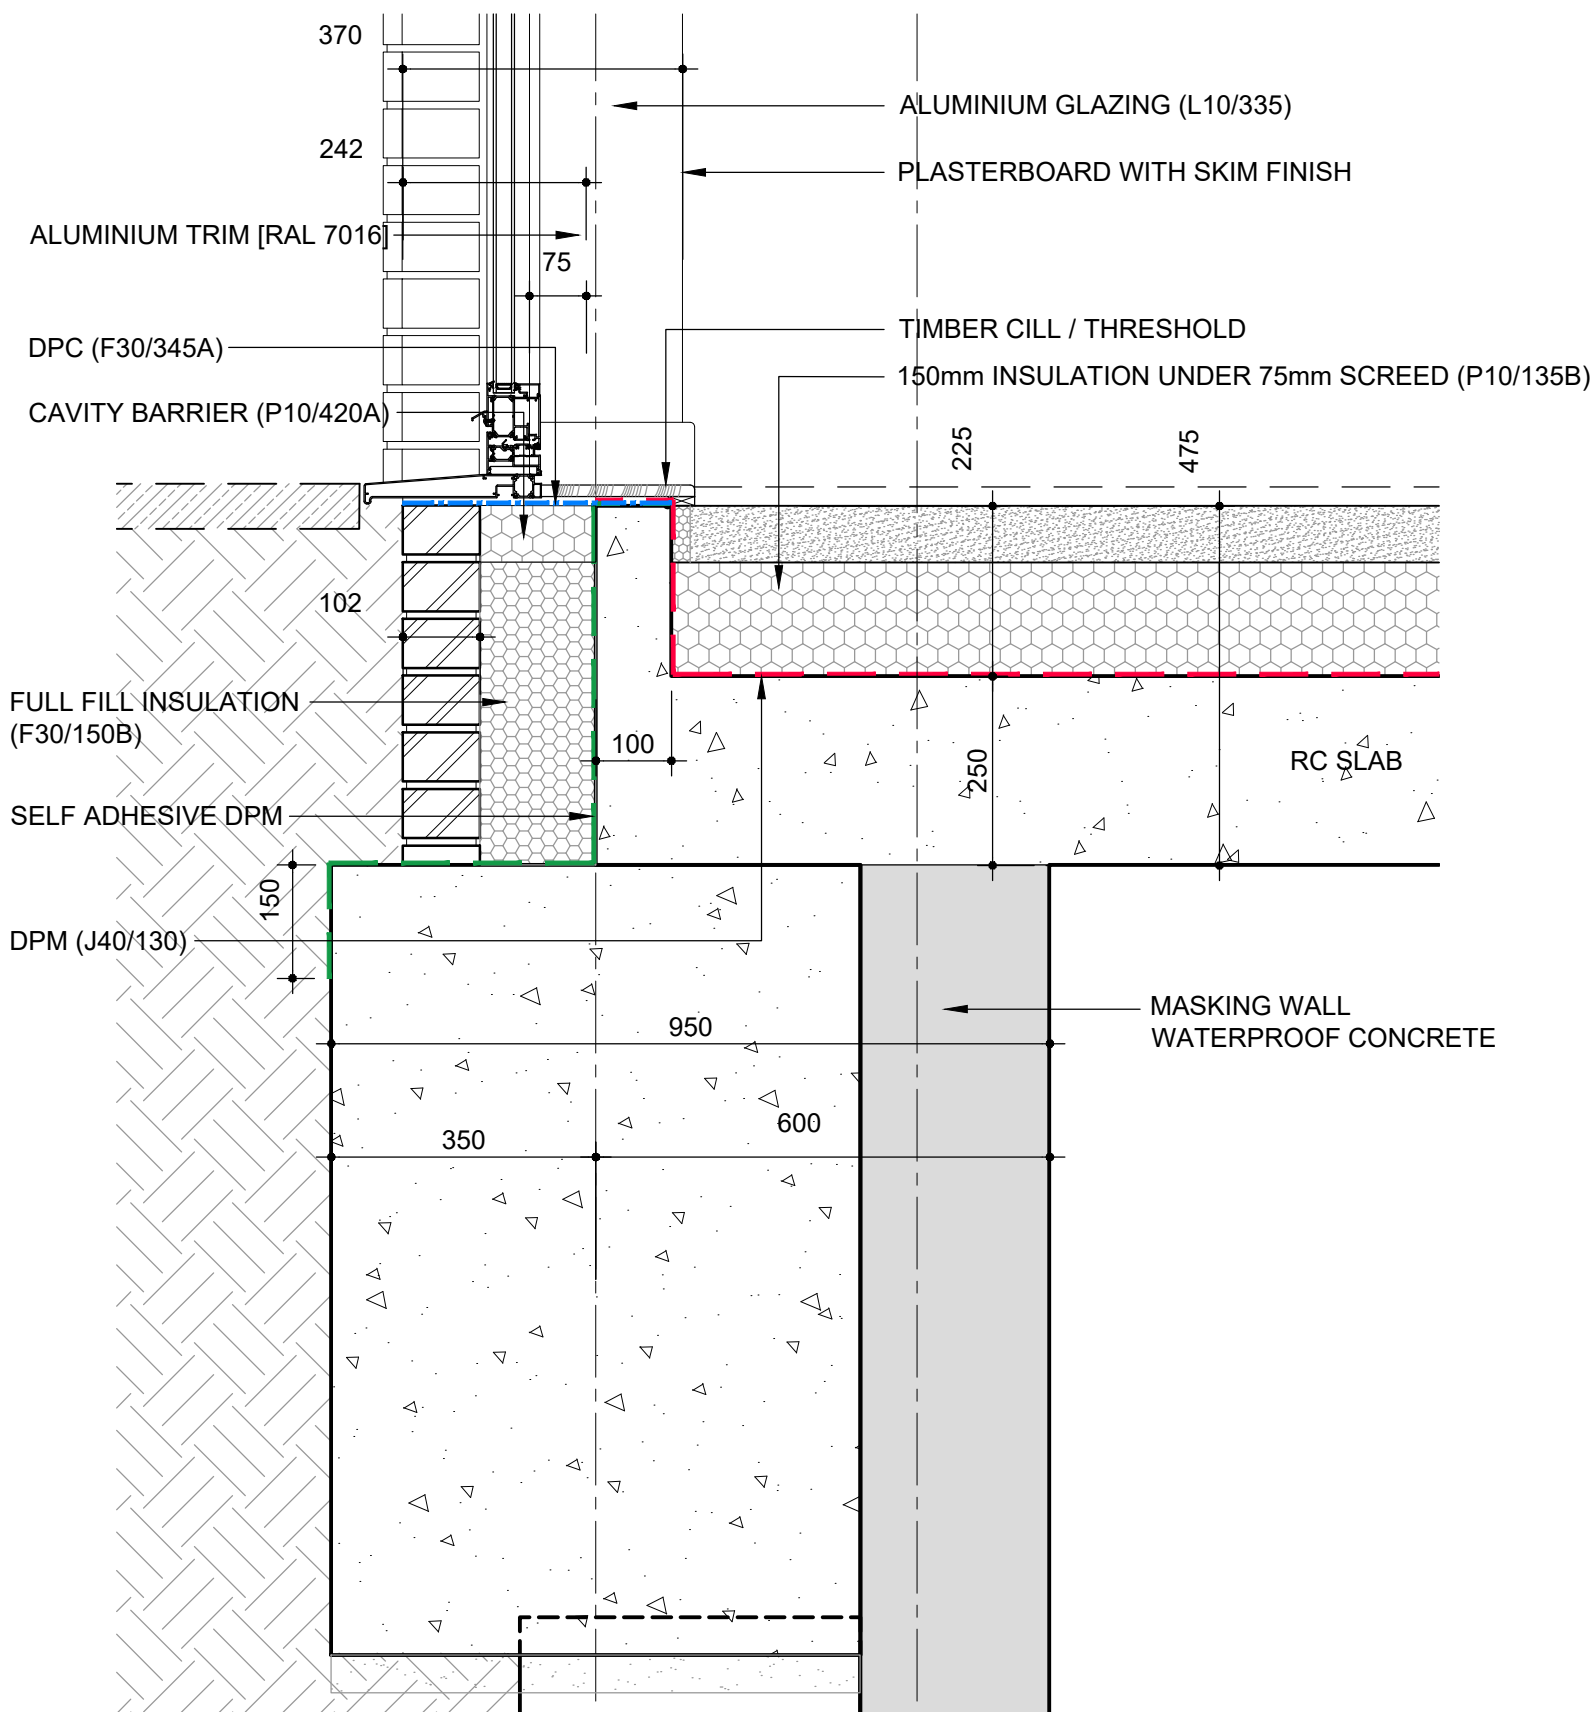 370
ALUMINIUM GLAZING (L10/335)
242
PLASTERBOARD WITH SKIM FINISH
ALUMINIUM TRIM [RAL 7016]
75
TIMBER CILL / THRESHOLD
DPC (F30/345A)
150mm INSULATION UNDER 75mm SCREED (P10/135B)
CAVITY BARRIER (P10/420A)
225
475
102
FULL FILL INSULATION
(F30/150B)
100
250
RC SLAB
SELF ADHESIVE DPM
150
DPM (J40/130)
MASKING WALL
WATERPROOF CONCRETE
950
600
350